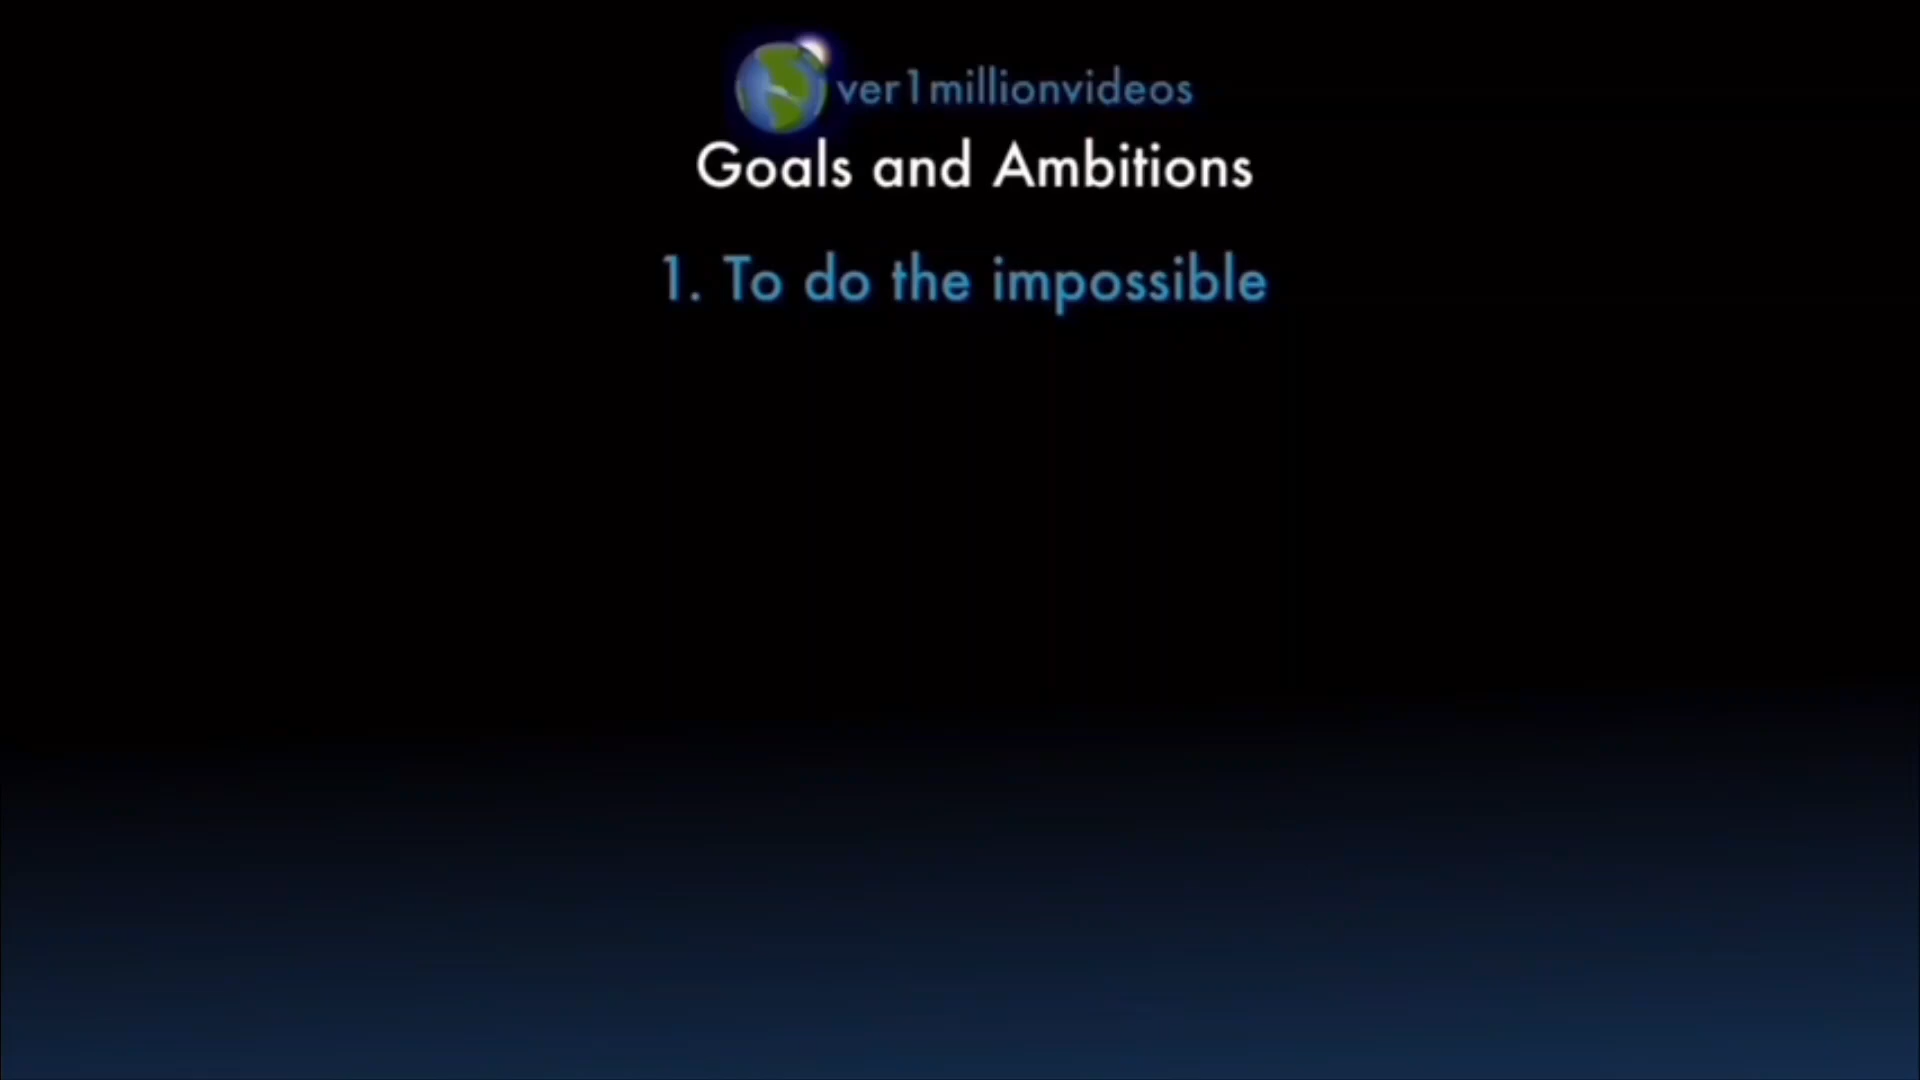 ver1millionvideos
Goals and Ambitions
1. To do the impossible